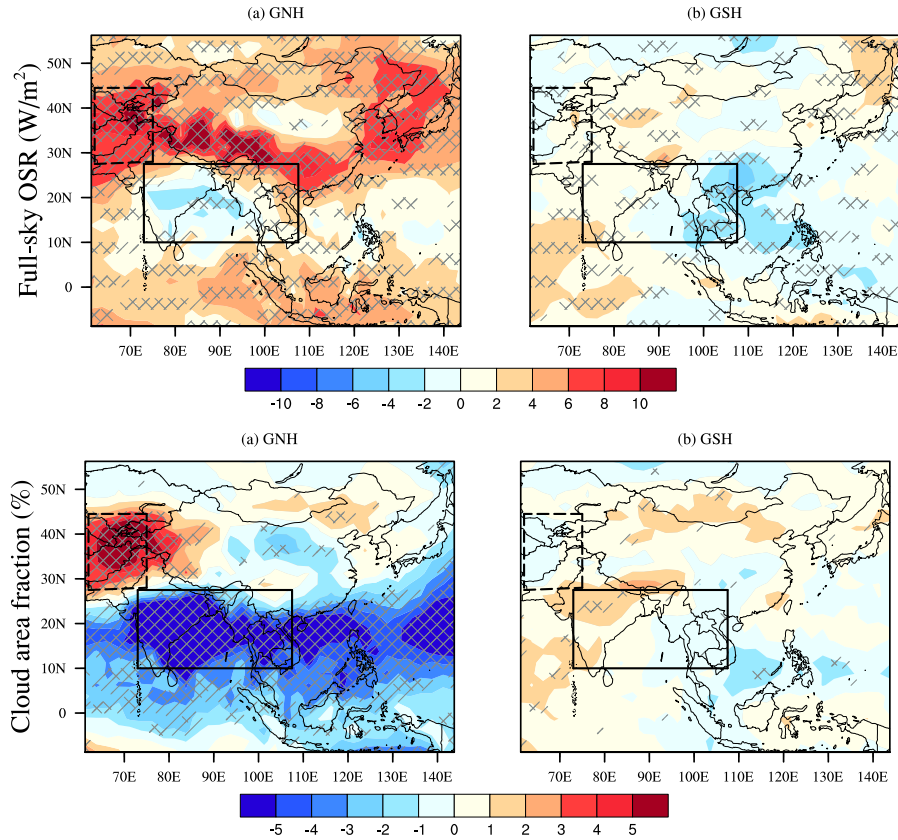 (a) GNH
(b) GSH
Full-sky OSR (W/m²)
50N
40N
30N
20N
10N
0
70E 80E 90E 100E 110E 120E 130E 140E
70E 80E 90E 100E 110E 120E 130E 140E
-10 -8 -6 -4 -2 0 2 4 6 8 10
(a) GNH
(b) GSH
Cloud area fraction (%)
50N
40N
30N
20N
10N
0
70E 80E 90E 100E 110E 120E 130E 140E
70E 80E 90E 100E 110E 120E 130E 140E
-5 -4 -3 -2 -1 0 1 2 3 4 5